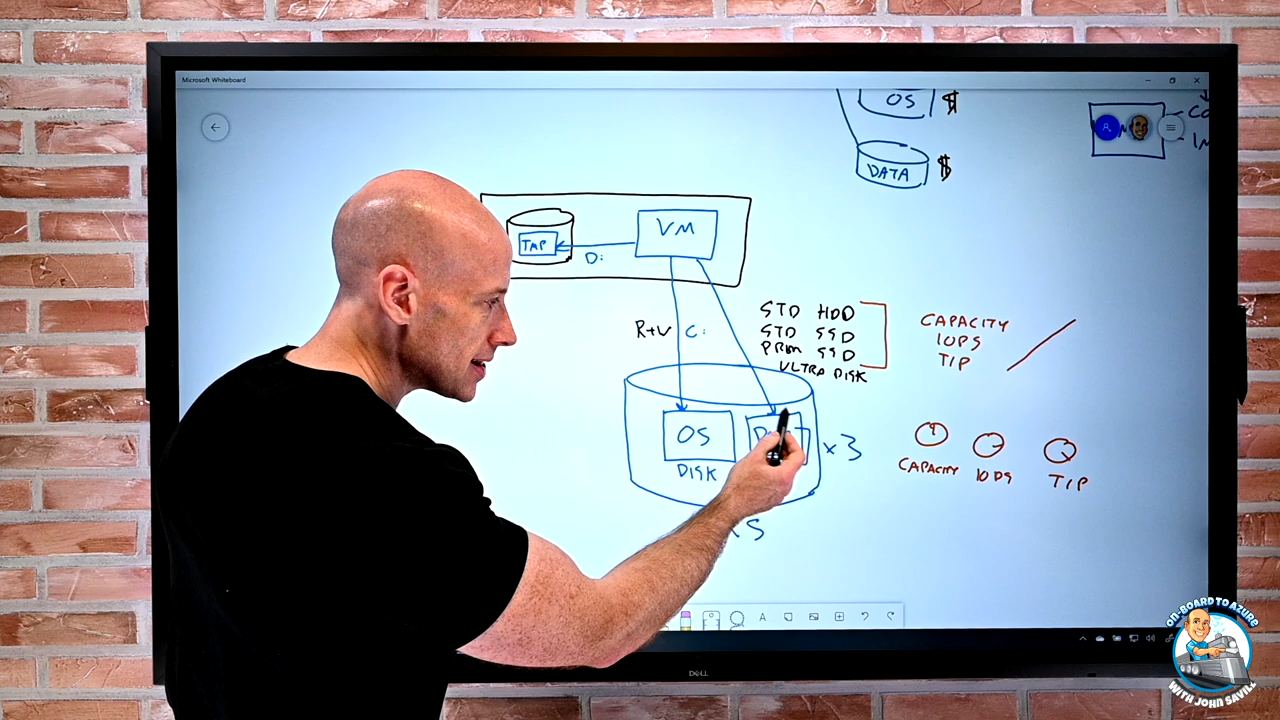 Microsoft Whiteboard
OS $
DATA $
TMP
D:
VM
R+W
C:
STD HDD
STD SSD
PRM SSD
ULTRA DISK
CAPACITY
IOPS
T/P
OS
DISK
x3
CAPACITY
IOPS
T/P
DELL
ON-BOARD TO AZURE
WITH JOHN SAVILL